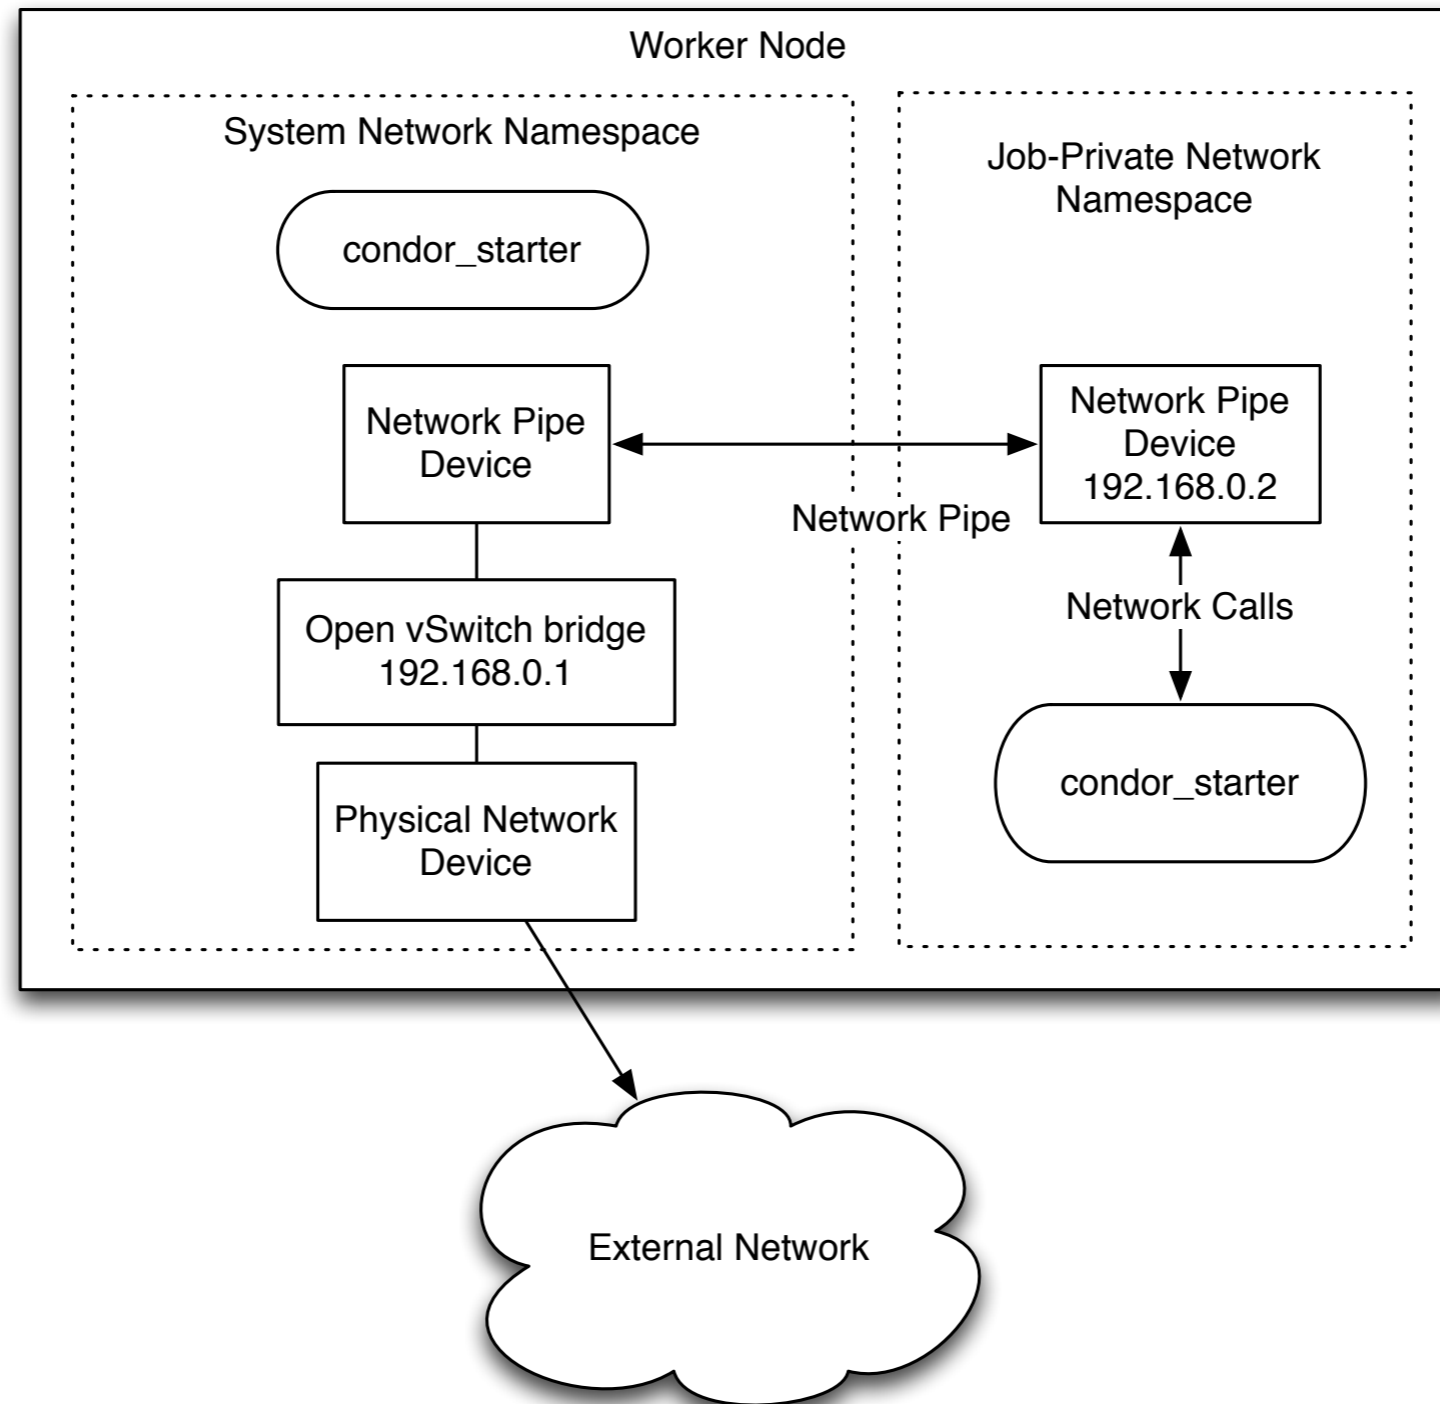 Worker Node
System Network Namespace
condor_starter
Network Pipe
Device
Open vSwitch bridge
192.168.0.1
Physical Network
Device
Network Pipe
Job-Private Network
Namespace
Network Pipe
Device
192.168.0.2
Network Calls
condor_starter
External Network